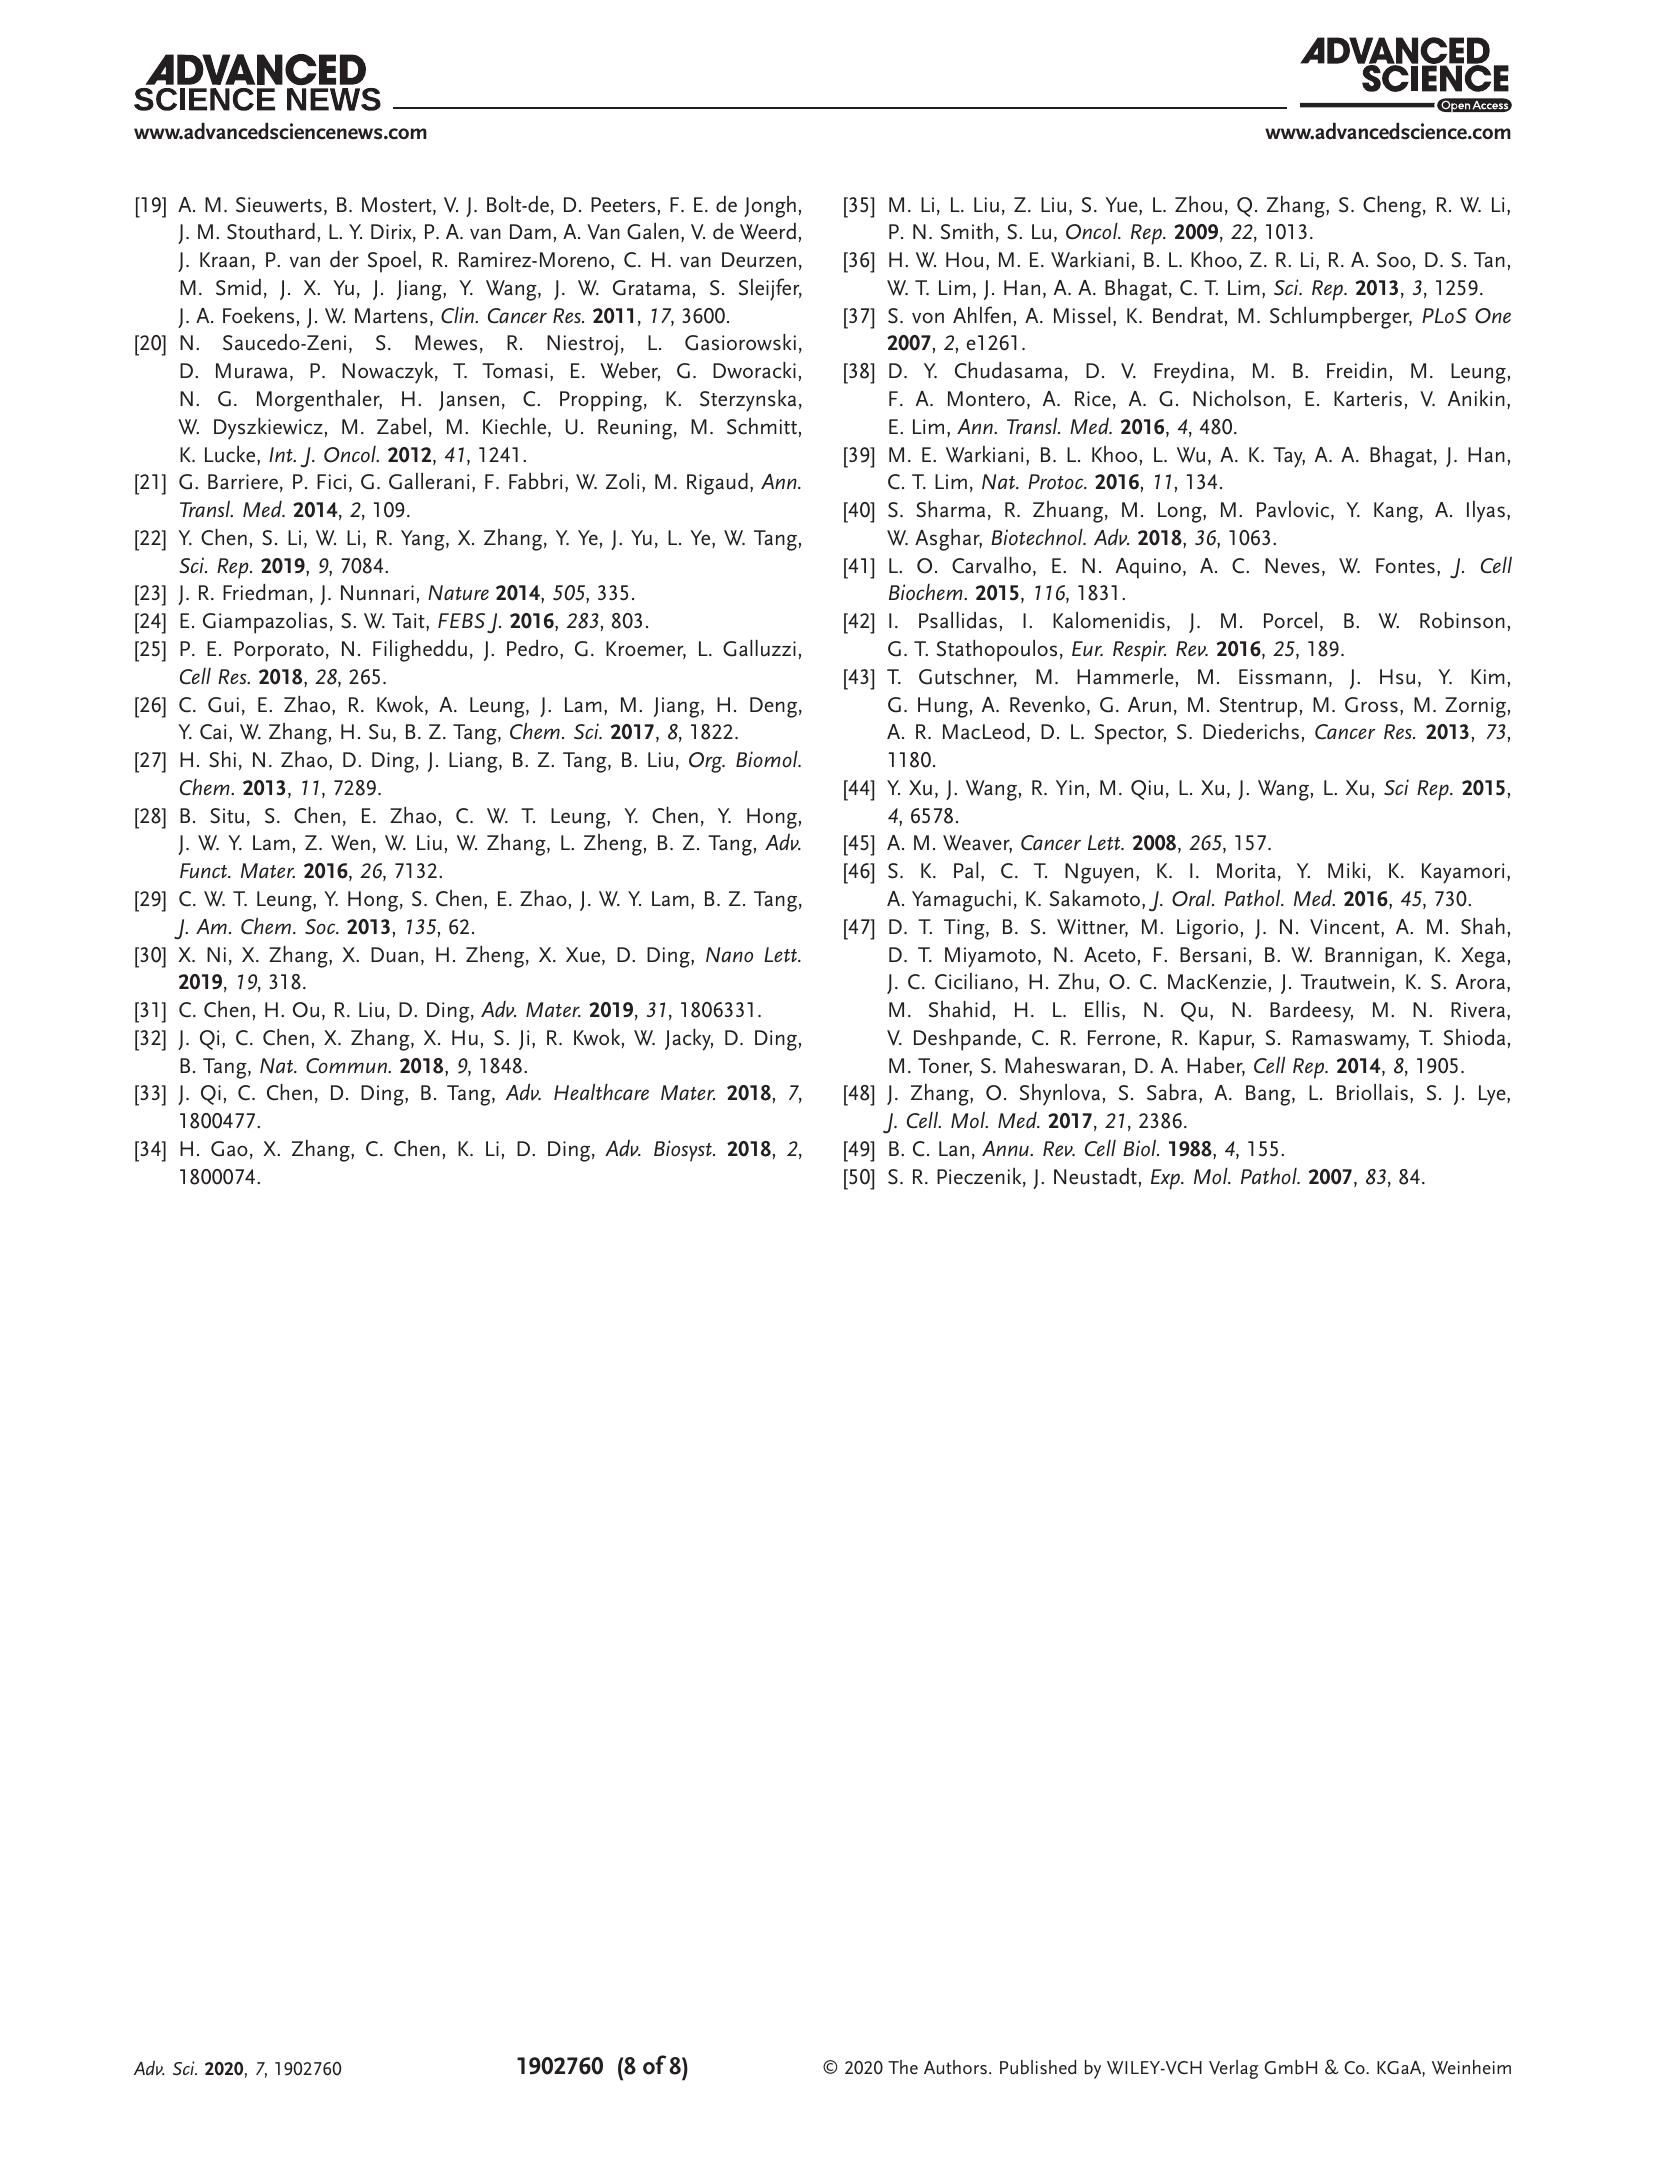 ADVANCED
SCIENCE NEWS
www.advancedsciencenews.com
ADVANCED
SCIENCE
Open Access
www.advancedscience.com
[19] A. M. Sieuwerts, B. Mostert, V. J. Bolt-de, D. Peeters, F. E. de Jongh,
J. M. Stouthard, L. Y. Dirix, P. A. van Dam, A. Van Galen, V. de Weerd,
J. Kraan, P. van der Spoel, R. Ramirez-Moreno, C. H. van Deurzen,
M. Smid, J. X. Yu, J. Jiang, Y. Wang, J. W. Gratama, S. Sleijfer,
J. A. Foekens, J. W. Martens, Clin. Cancer Res. 2011, 17, 3600.
[20] N. Saucedo-Zeni, S. Mewes, R. Niestroj, L. Gasiorowski,
D. Murawa, P. Nowaczyk, T. Tomasi, E. Weber, G. Dworacki,
N. G. Morgenthaler, H. Jansen, C. Propping, K. Sterzynska,
W. Dyszkiewicz, M. Zabel, M. Kiechle, U. Reuning, M. Schmitt,
K. Lucke, Int. J. Oncol. 2012, 41, 1241.
[21] G. Barriere, P. Fici, G. Gallerani, F. Fabbri, W. Zoli, M. Rigaud, Ann.
Transl. Med. 2014, 2, 109.
[22] Y. Chen, S. Li, W. Li, R. Yang, X. Zhang, Y. Ye, J. Yu, L. Ye, W. Tang,
Sci. Rep. 2019, 9, 7084.
[23] J. R. Friedman, J. Nunnari, Nature 2014, 505, 335.
[24] E. Giampazolias, S. W. Tait, FEBS J. 2016, 283, 803.
[25] P. E. Porporato, N. Filigheddu, J. Pedro, G. Kroemer, L. Galluzzi,
Cell Res. 2018, 28, 265.
[26] C. Gui, E. Zhao, R. Kwok, A. Leung, J. Lam, M. Jiang, H. Deng,
Y. Cai, W. Zhang, H. Su, B. Z. Tang, Chem. Sci. 2017, 8, 1822.
[27] H. Shi, N. Zhao, D. Ding, J. Liang, B. Z. Tang, B. Liu, Org. Biomol.
Chem. 2013, 11, 7289.
[28] B. Situ, S. Chen, E. Zhao, C. W. T. Leung, Y. Chen, Y. Hong,
J. W. Y. Lam, Z. Wen, W. Liu, W. Zhang, L. Zheng, B. Z. Tang, Adv.
Funct. Mater. 2016, 26, 7132.
[29] C. W. T. Leung, Y. Hong, S. Chen, E. Zhao, J. W. Y. Lam, B. Z. Tang,
J. Am. Chem. Soc. 2013, 135, 62.
[30] X. Ni, X. Zhang, X. Duan, H. Zheng, X. Xue, D. Ding, Nano Lett.
2019, 19, 318.
[31] C. Chen, H. Ou, R. Liu, D. Ding, Adv. Mater. 2019, 31, 1806331.
[32] J. Qi, C. Chen, X. Zhang, X. Hu, S. Ji, R. Kwok, W. Jacky, D. Ding,
B. Tang, Nat. Commun. 2018, 9, 1848.
[33] J. Qi, C. Chen, D. Ding, B. Tang, Adv. Healthcare Mater. 2018, 7,
1800477.
[34] H. Gao, X. Zhang, C. Chen, K. Li, D. Ding, Adv. Biosyst. 2018, 2,
1800074.
[35] M. Li, L. Liu, Z. Liu, S. Yue, L. Zhou, Q. Zhang, S. Cheng, R. W. Li,
P. N. Smith, S. Lu, Oncol. Rep. 2009, 22, 1013.
[36] H. W. Hou, M. E. Warkiani, B. L. Khoo, Z. R. Li, R. A. Soo, D. S. Tan,
W. T. Lim, J. Han, A. A. Bhagat, C. T. Lim, Sci. Rep. 2013, 3, 1259.
[37] S. von Ahlfen, A. Missel, K. Bendrat, M. Schlumpberger, PLoS One
2007, 2, e1261.
[38] D. Y. Chudasama, D. V. Freydina, M. B. Freidin, M. Leung,
F. A. Montero, A. Rice, A. G. Nicholson, E. Karteris, V. Anikin,
E. Lim, Ann. Transl. Med. 2016, 4, 480.
[39] M. E. Warkiani, B. L. Khoo, L. Wu, A. K. Tay, A. A. Bhagat, J. Han,
C. T. Lim, Nat. Protoc. 2016, 11, 134.
[40] S. Sharma, R. Zhuang, M. Long, M. Pavlovic, Y. Kang, A. Ilyas,
W. Asghar, Biotechnol. Adv. 2018, 36, 1063.
[41] L. O. Carvalho, E. N. Aquino, A. C. Neves, W. Fontes, J. Cell
Biochem. 2015, 116, 1831.
[42] I. Psallidas, I. Kalomenidis, J. M. Porcel, B. W. Robinson,
G. T. Stathopoulos, Eur. Respir. Rev. 2016, 25, 189.
[43] T. Gutschner, M. Hammerle, M. Eissmann, J. Hsu, Y. Kim,
G. Hung, A. Revenko, G. Arun, M. Stentrup, M. Gross, M. Zornig,
A. R. MacLeod, D. L. Spector, S. Diederichs, Cancer Res. 2013, 73,
1180.
[44] Y. Xu, J. Wang, R. Yin, M. Qiu, L. Xu, J. Wang, L. Xu, Sci Rep. 2015,
4, 6578.
[45] A. M. Weaver, Cancer Lett. 2008, 265, 157.
[46] S. K. Pal, C. T. Nguyen, K. I. Morita, Y. Miki, K. Kayamori,
A. Yamaguchi, K. Sakamoto, J. Oral. Pathol. Med. 2016, 45, 730.
[47] D. T. Ting, B. S. Wittner, M. Ligorio, J. N. Vincent, A. M. Shah,
D. T. Miyamoto, N. Aceto, F. Bersani, B. W. Brannigan, K. Xega,
J. C. Ciciliano, H. Zhu, O. C. MacKenzie, J. Trautwein, K. S. Arora,
M. Shahid, H. L. Ellis, N. Qu, N. Bardeesy, M. N. Rivera,
V. Deshpande, C. R. Ferrone, R. Kapur, S. Ramaswamy, T. Shioda,
M. Toner, S. Maheswaran, D. A. Haber, Cell Rep. 2014, 8, 1905.
[48] J. Zhang, O. Shynlova, S. Sabra, A. Bang, L. Briollais, S. J. Lye,
J. Cell. Mol. Med. 2017, 21, 2386.
[49] B. C. Lan, Annu. Rev. Cell Biol. 1988, 4, 155.
[50] S. R. Pieczenik, J. Neustadt, Exp. Mol. Pathol. 2007, 83, 84.
Adv. Sci. 2020, 7, 1902760
1902760 (8 of 8)
© 2020 The Authors. Published by WILEY-VCH Verlag GmbH & Co. KGaA, Weinheim